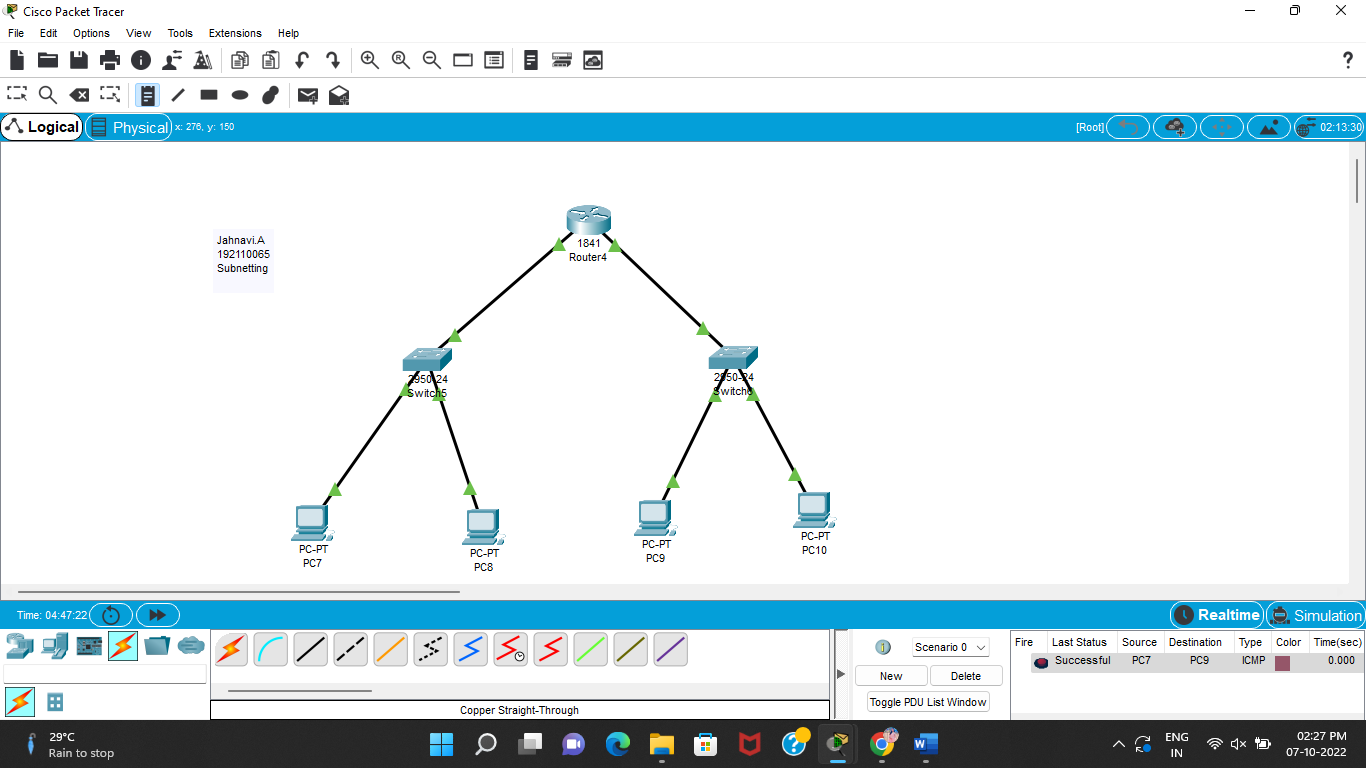 Cisco Packet Tracer
File Edit Options View Tools Extensions Help
Logical Physical x: 276, y: 150 [Root] 02:13:30
Jahnavi.A
192110065
Subnetting
1841
Router4
2950-24
Switch5
2950-24
Switch6
PC-PT
PC7
PC-PT
PC8
PC-PT
PC9
PC-PT
PC10
Time: 04:47:22 Realtime Simulation
Scenario 0
New Delete
Toggle PDU List Window
Fire Last Status Source Destination Type Color Time(sec)
Successful PC7 PC9 ICMP 0.000
Copper Straight-Through
29°C
Rain to stop
ENG
IN
02:27 PM
07-10-2022